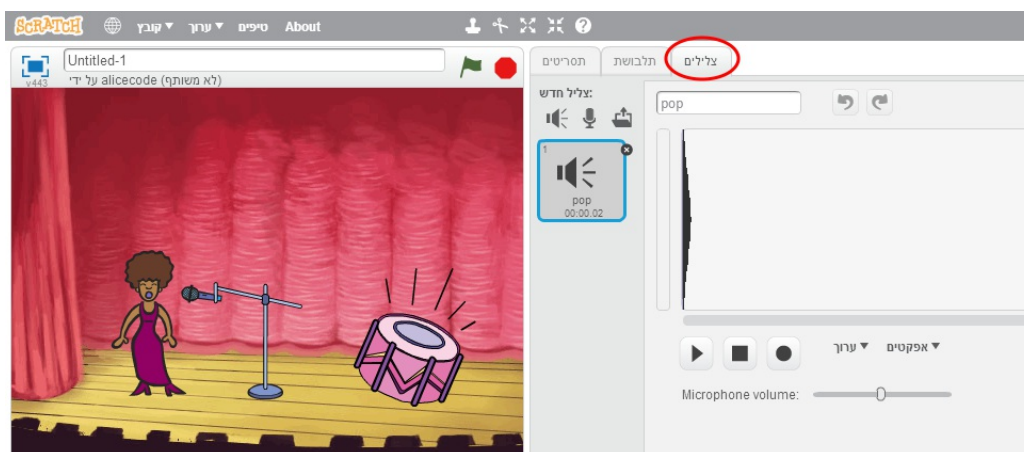 SCRATCH קובץ ▼ ערוך ▼ טיפים About
Untitled-1
v443
על ידי alicecode (לא משותף)
תסריטים תלבושת צלילים
צליל חדש:
pop
1
pop
00:00.02
ערוך ▼ אפקטים ▼
Microphone volume: